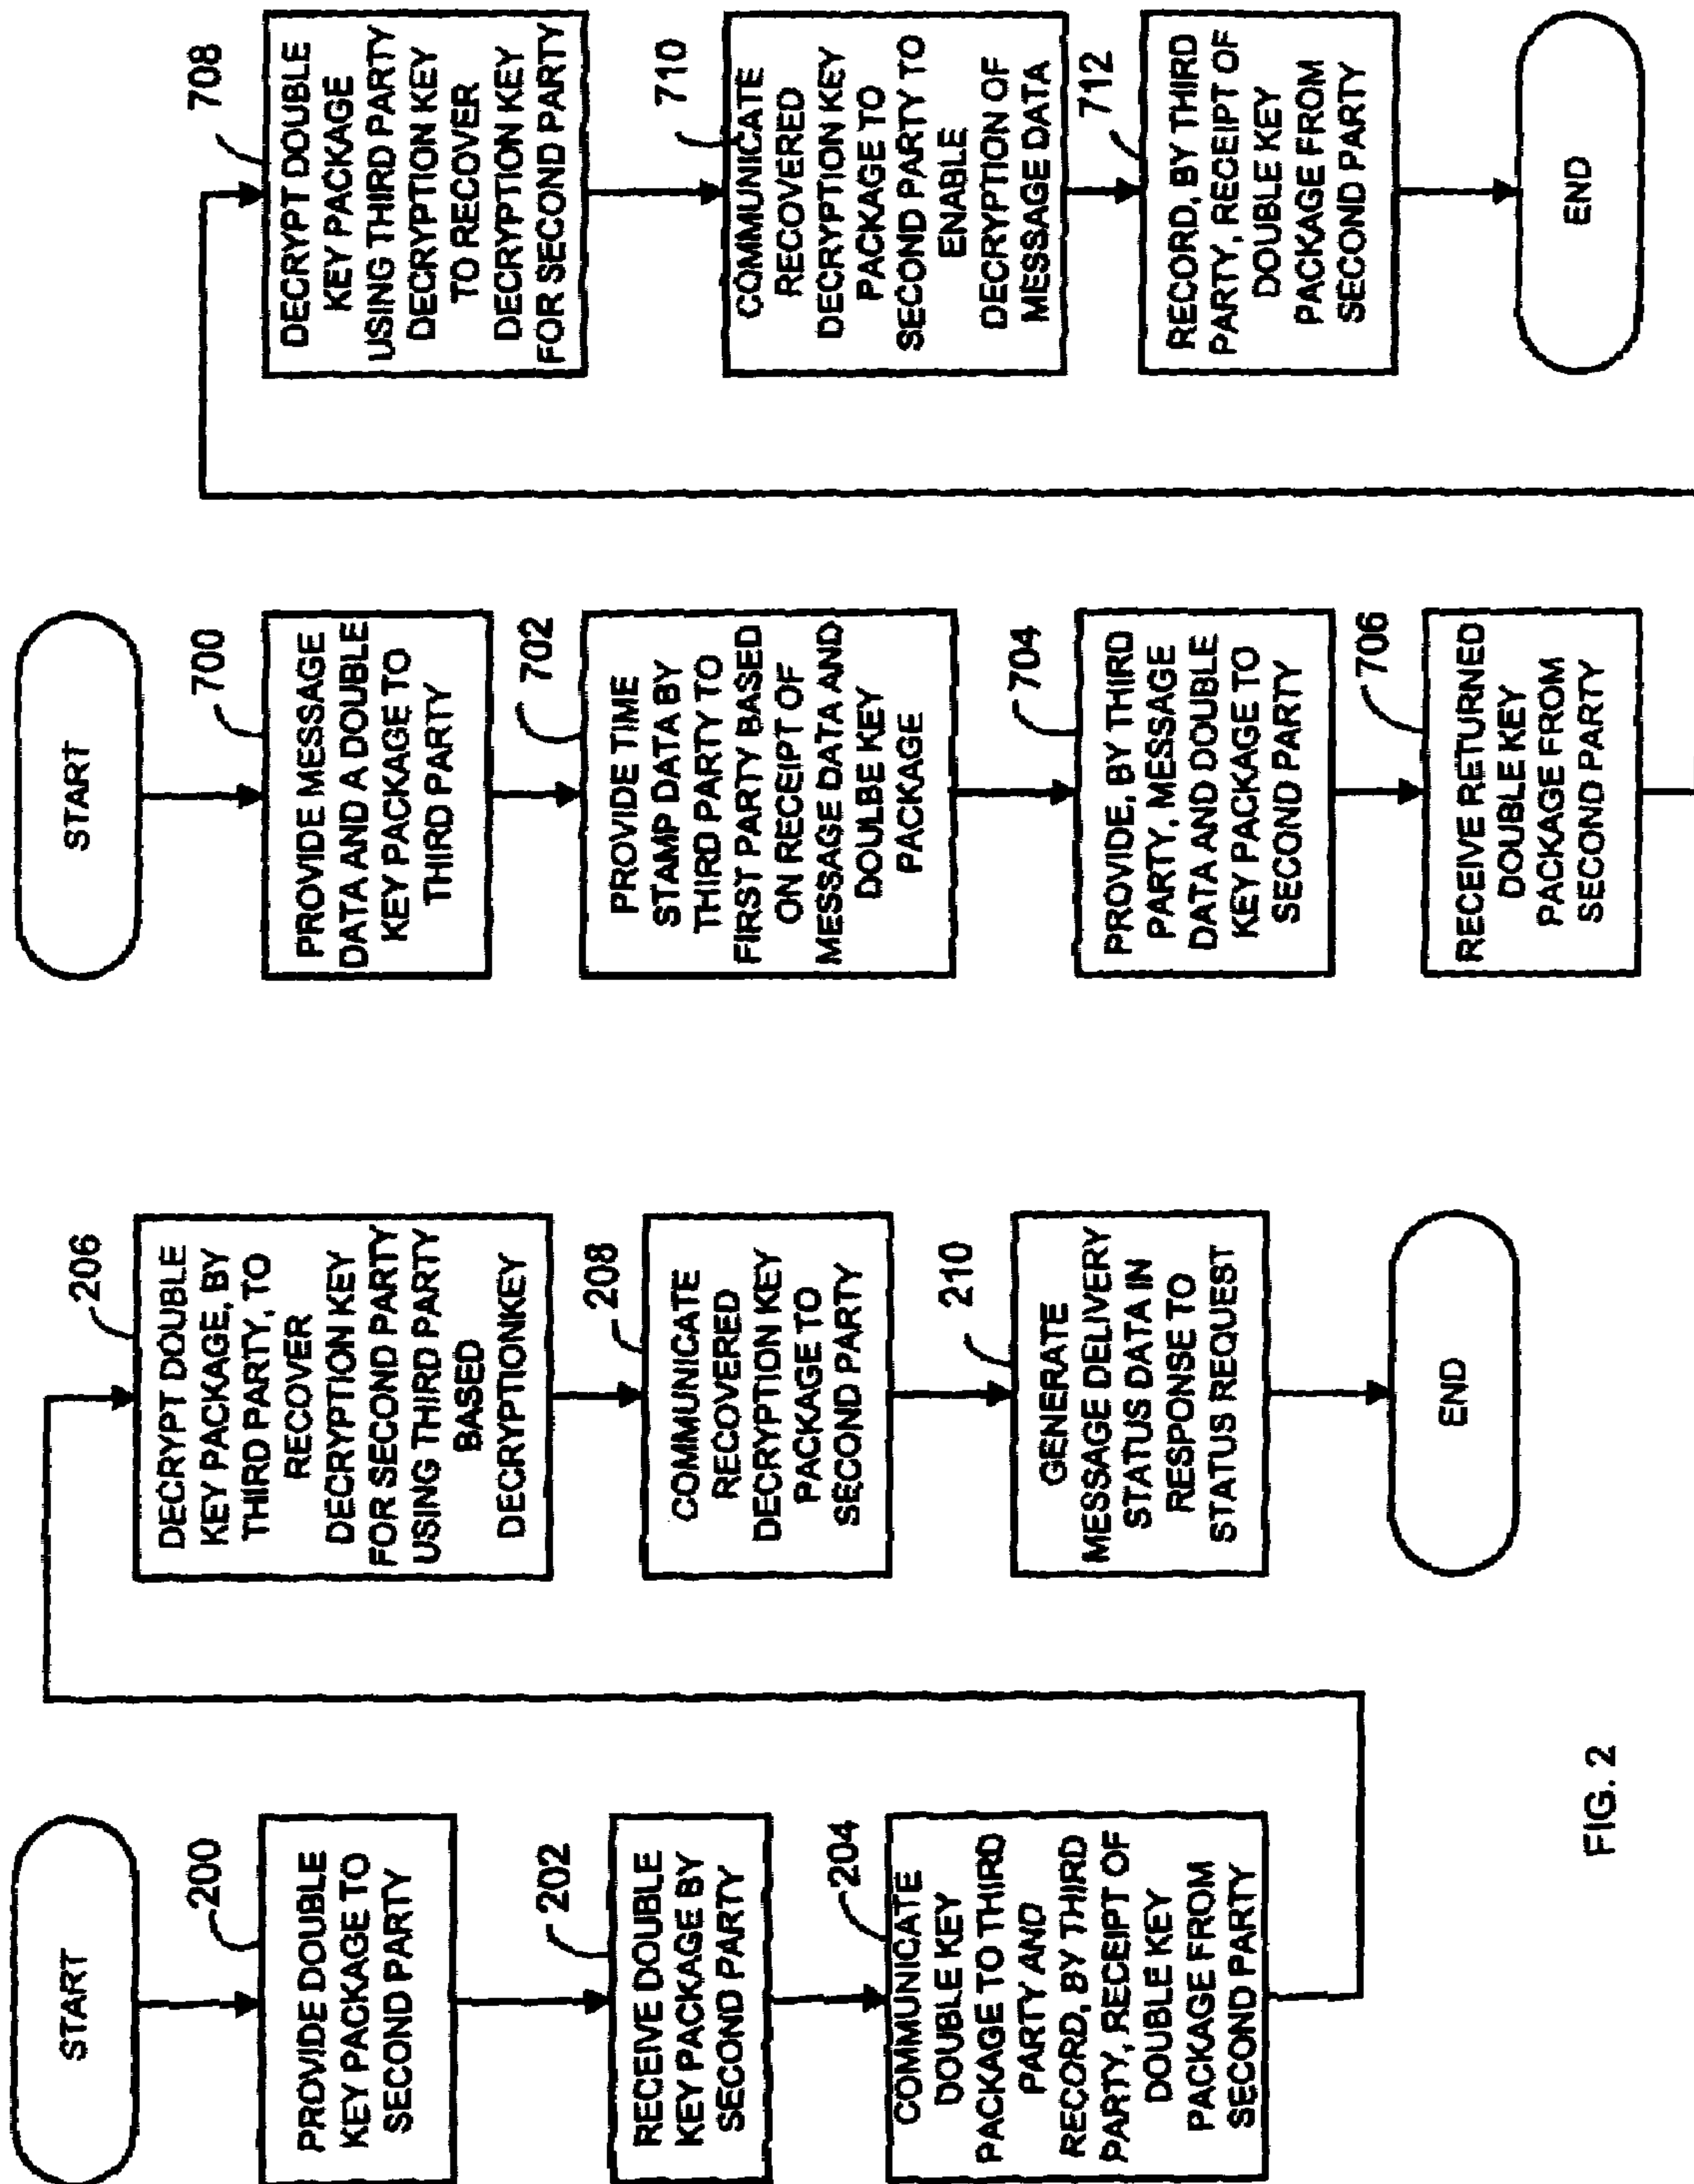 START
200
PROVIDE DOUBLE
KEY PACKAGE TO
SECOND PARTY
202
RECEIVE DOUBLE
KEY PACKAGE BY
SECOND PARTY
204
COMMUNICATE
DOUBLE KEY
PACKAGE TO THIRD
PARTY AND
RECORD, BY THIRD
PARTY, RECEIPT OF
DOUBLE KEY
PACKAGE FROM
SECOND PARTY
206
DECRYPT DOUBLE
KEY PACKAGE, BY
THIRD PARTY, TO
RECOVER
DECRYPTION KEY
FOR SECOND PARTY
USING THIRD PARTY
BASED
DECRYPTIONKEY
208
COMMUNICATE
RECOVERED
DECRYPTION KEY
PACKAGE TO
SECOND PARTY
210
GENERATE
MESSAGE DELIVERY
STATUS DATA IN
RESPONSE TO
STATUS REQUEST
END
FIG. 2
START
700
PROVIDE MESSAGE
DATA AND A DOUBLE
KEY PACKAGE TO
THIRD PARTY
702
PROVIDE TIME
STAMP DATA BY
THIRD PARTY TO
FIRST PARTY BASED
ON RECEIPT OF
MESSAGE DATA AND
DOULBE KEY
PACKAGE
704
PROVIDE, BY THIRD
PARTY, MESSAGE
DATA AND DOUBLE
KEY PACKAGE TO
SECOND PARTY
706
RECEIVE RETURNED
DOUBLE KEY
PACKAGE FROM
SECOND PARTY
708
DECRYPT DOUBLE
KEY PACKAGE
USING THIRD PARTY
DECRYPTION KEY
TO RECOVER
DECRYPTION KEY
FOR SECOND PARTY
710
COMMUNICATE
RECOVERED
DECRYPTION KEY
PACKAGE TO
SECOND PARTY TO
ENABLE
DECRYPTION OF
MESSAGE DATA
712
RECORD, BY THIRD
PARTY, RECEIPT OF
DOUBLE KEY
PACKAGE FROM
SECOND PARTY
END